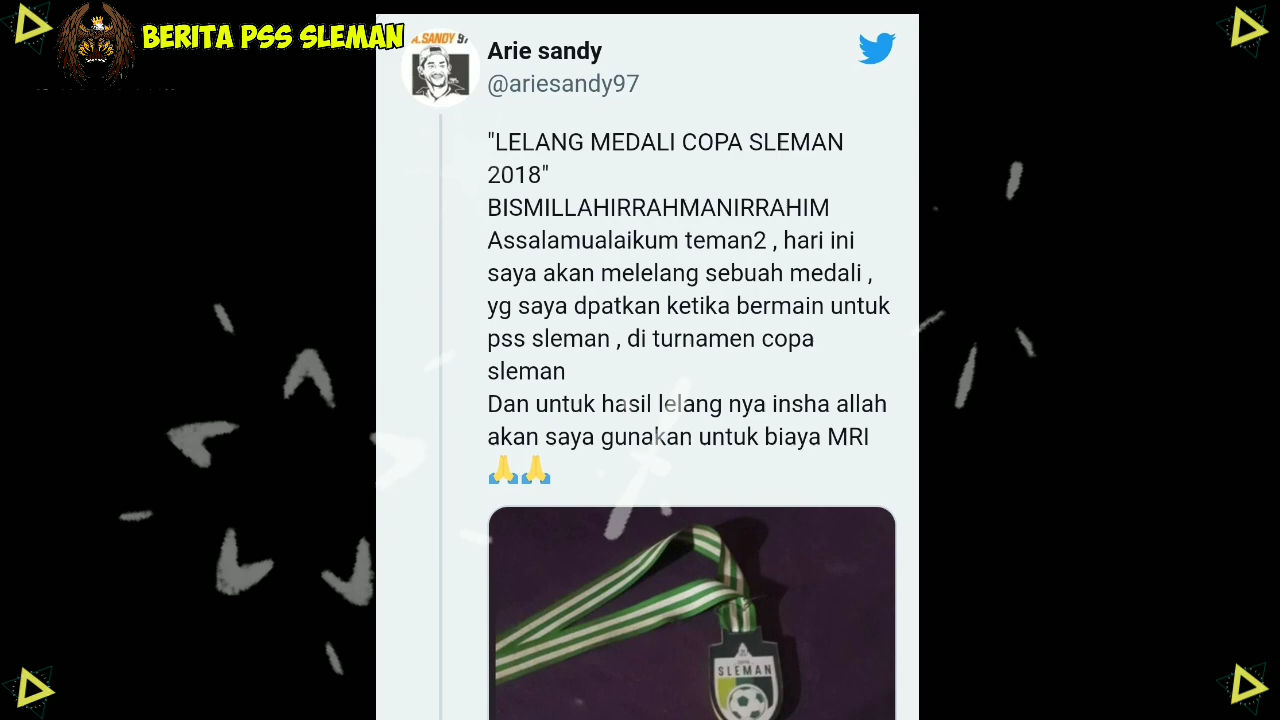 BERITA PSS SLEMAN
A.SANDY 97
Arie sandy
@ariesandy97
"LELANG MEDALI COPA SLEMAN
2018"
BISMILLAHIRRAHMANIRRAHIM
Assalamualaikum teman2 , hari ini
saya akan melelang sebuah medali ,
yg saya dpatkan ketika bermain untuk
pss sleman , di turnamen copa
sleman
Dan untuk hasil lelang nya insha allah
akan saya gunakan untuk biaya MRI
🙏🙏
COPA
SLEMAN